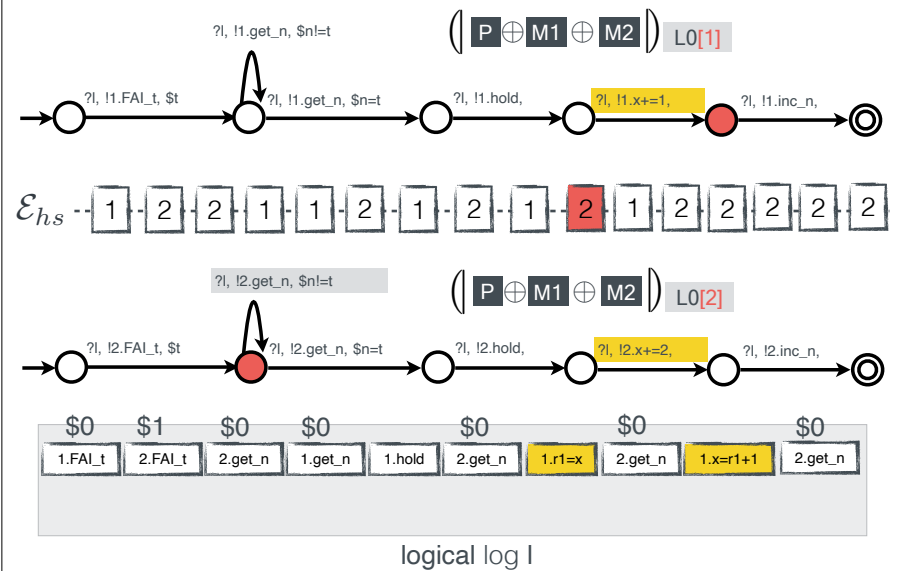 ?l, !1.get_n, $n!=t
(| P ⊕ M1 ⊕ M2 |) L0[1]
?l, !1.FAI_t, $t ?l, !1.get_n, $n=t ?l, !1.hold, ?l, !1.x+=1, ?l, !1.inc_n,
ℰhs 1 2 2 1 1 2 1 2 1 2 1 2 2 2 2 2
?l, !2.get_n, $n!=t
(| P ⊕ M1 ⊕ M2 |) L0[2]
?l, !2.FAI_t, $t ?l, !2.get_n, $n=t ?l, !2.hold, ?l, !2.x+=2, ?l, !2.inc_n,
$0 $1 $0 $0 $0 $0 $0
1.FAI_t 2.FAI_t 2.get_n 1.get_n 1.hold 2.get_n 1.r1=x 2.get_n 1.x=r1+1 2.get_n
logical log l